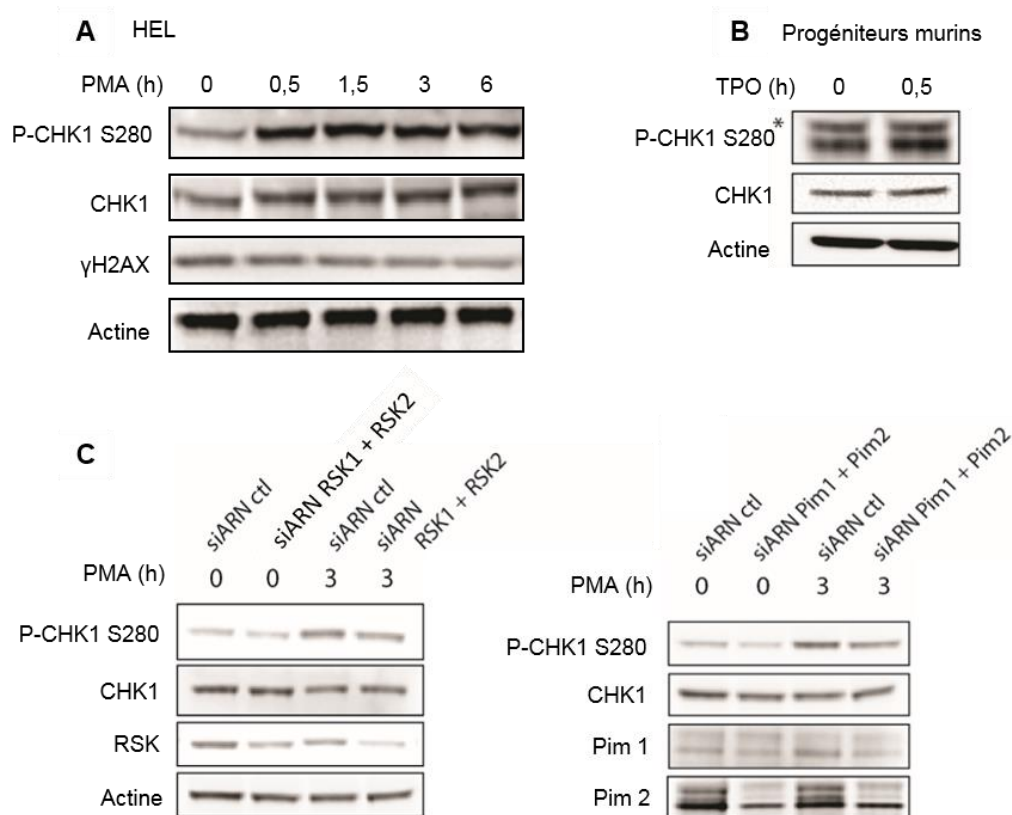 A HEL
PMA (h) 0 0,5 1,5 3 6
P-CHK1 S280
CHK1
γH2AX
Actine
B Progéniteurs murins
TPO (h) 0 0,5
P-CHK1 S280*
CHK1
Actine
C
siARN ctl
siARN RSK1 + RSK2
siARN ctl
siARN
RSK1 + RSK2
PMA (h) 0 0 3 3
P-CHK1 S280
CHK1
RSK
Actine
siARN ctl
siARN Pim1 + Pim2
siARN ctl
siARN Pim1 + Pim2
PMA (h) 0 0 3 3
P-CHK1 S280
CHK1
Pim 1
Pim 2